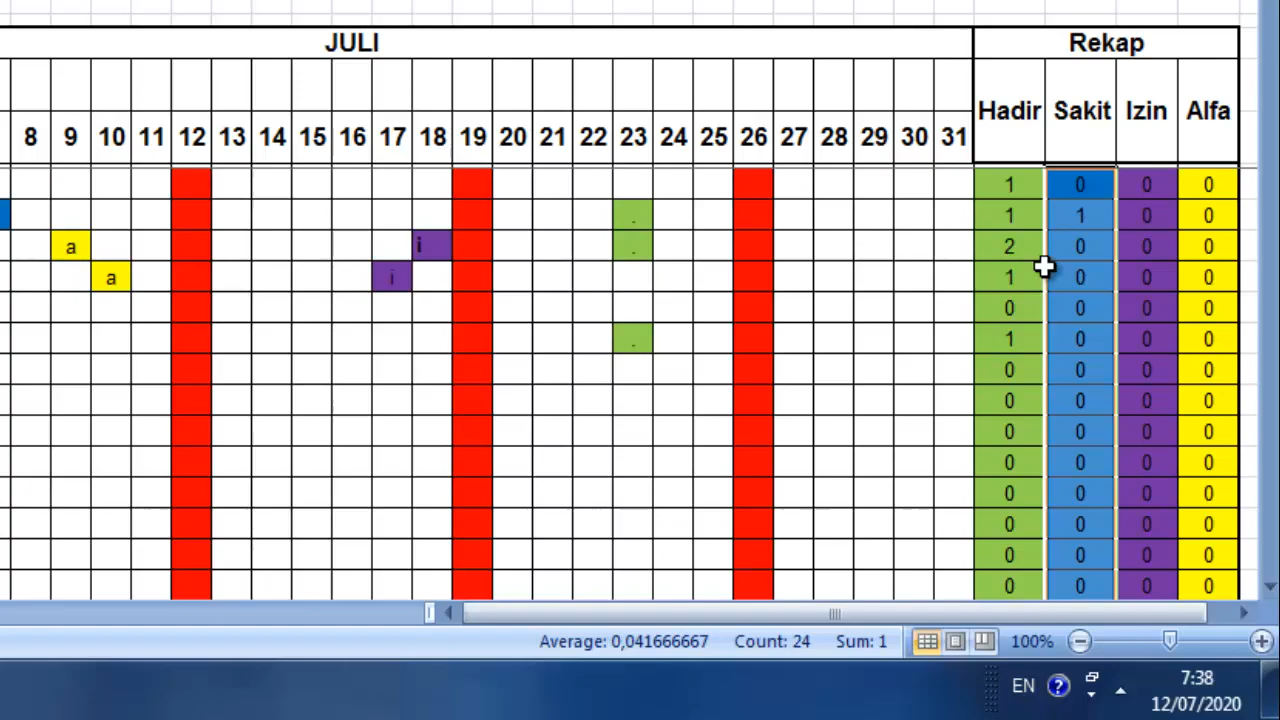 JULI Rekap
Hadir Sakit Izin Alfa
8 9 10 11 12 13 14 15 16 17 18 19 20 21 22 23 24 25 26 27 28 29 30 31
1 0 0 0
. 1 1 0 0
a i . 2 0 0 0
a i 1 0 0 0
0 0 0 0
. 1 0 0 0
0 0 0 0
0 0 0 0
0 0 0 0
0 0 0 0
0 0 0 0
0 0 0 0
0 0 0 0
0 0 0 0
Average: 0,041666667 Count: 24 Sum: 1 100%
EN ? 7:38
12/07/2020